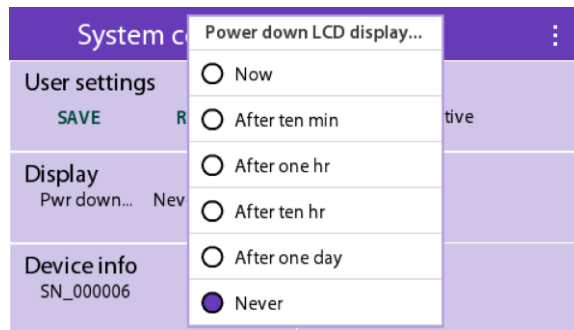 System c
Power down LCD display...
User settings
Now
SAVE
After ten min
tive
Display
After one hr
Pwr down...
After ten hr
Device info
After one day
SN_000006
Never